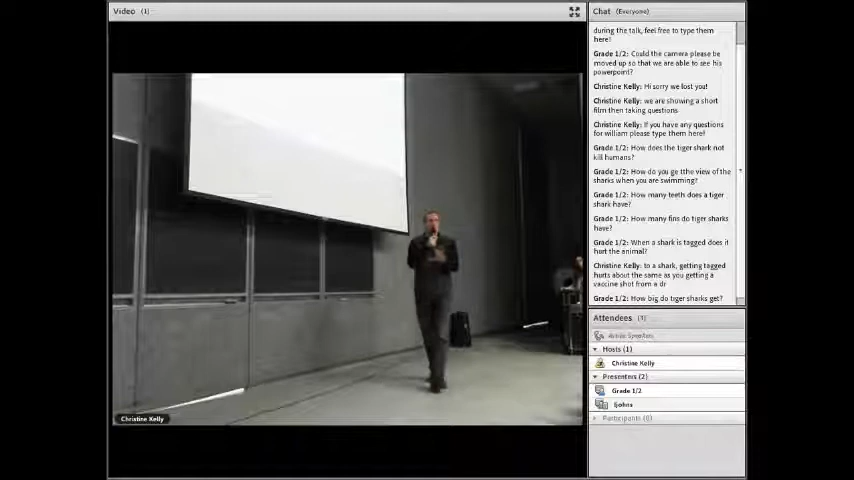 Video (1)
Chat (Everyone)
during the talk, feel free to type them
here!
Grade 1/2: Could the camera please be
moved up so that we are able to see his
powerpoint?
Christine Kelly: Hi sorry we lost you!
Christine Kelly: we are showing a short
film then taking questions.
Christine Kelly: If you have any questions
for william please type them here!
Grade 1/2: How does the tiger shark not
kill humans?
Grade 1/2: How do you ge tthe view of the
sharks when you are swimming?
Grade 1/2: How many teeth does a tiger
shark have?
Grade 1/2: How many fins do tiger sharks
have?
Grade 1/2: When a shark is tagged does it
hurt the animal?
Christine Kelly: to a shark, getting tagged
hurts about the same as you getting a
vaccine shot from a dr
Grade 1/2: How big do tiger sharks get?
Christine Kelly
Attendees (3)
Active Speakers
Hosts (1)
Christine Kelly
Presenters (2)
Grade 1/2
Participants (0)